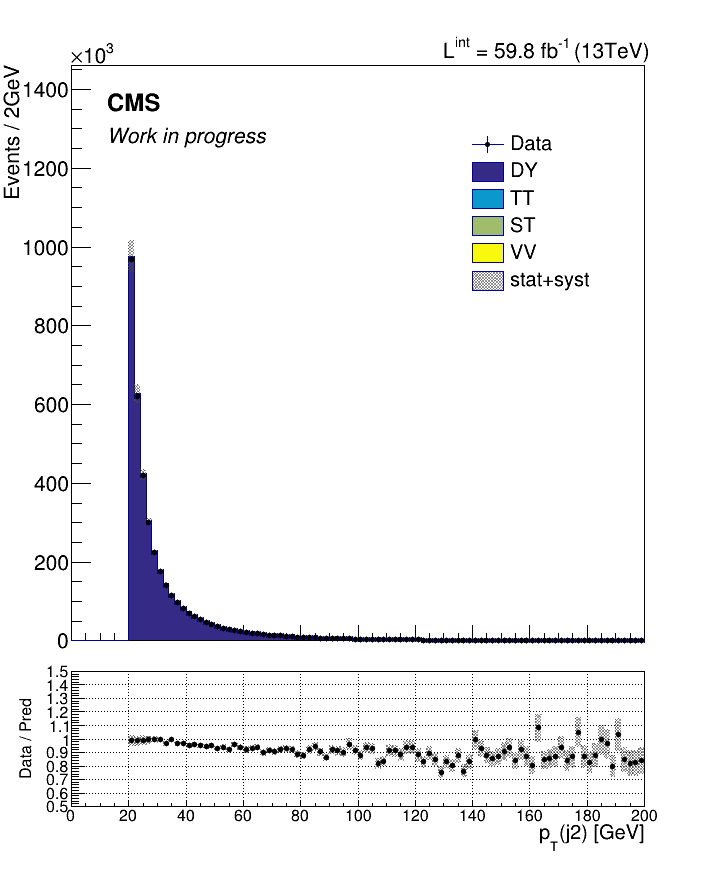 ×10³
L^int = 59.8 fb⁻¹ (13TeV)
Events / 2GeV
1400
1200
1000
800
600
400
200
0
CMS
Work in progress
Data
DY
TT
ST
VV
stat+syst
Data / Pred
1.5
1.4
1.3
1.2
1.1
1
0.9
0.8
0.7
0.6
0.5
0 20 40 60 80 100 120 140 160 180 200
p_T(j2) [GeV]